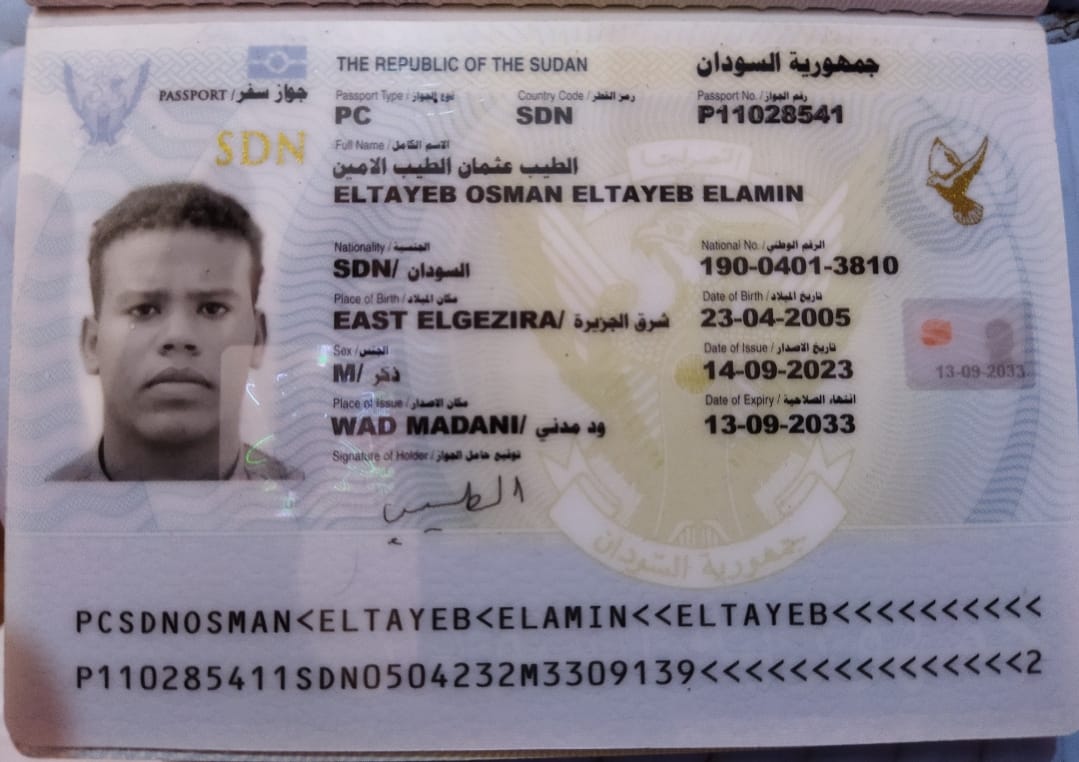 THE REPUBLIC OF THE SUDAN جمهورية السودان
PASSPORT / جواز سفر
SDN
Passport Type / نوع الجواز Country Code / رمز القطر Passport No. / رقم الجواز
PC SDN P11028541
Full Name / الاسم الكامل
الطيب عثمان الطيب الامين
ELTAYEB OSMAN ELTAYEB ELAMIN
Nationality / الجنسية National No. / الرقم الوطني
SDN/ السودان 190-0401-3810
Place of Birth / مكان الميلاد Date of Birth / تاريخ الميلاد
EAST ELGEZIRA/ شرق الجزيرة 23-04-2005
Sex / الجنس Date of Issue / تاريخ الاصدار
M/ ذكر 14-09-2023
Place of Issue / مكان الاصدار Date of Expiry / انتهاء الصلاحية
WAD MADANI/ ود مدني 13-09-2033
13-09-2033
Signature of Holder / توقيع حامل الجواز
الطيب
النصر لنا
جمهورية السودان
PCSDNOSMAN<ELTAYEB<ELAMIN<<ELTAYEB<<<<<<<<<<
P110285411SDN0504232M3309139<<<<<<<<<<<<<<<2